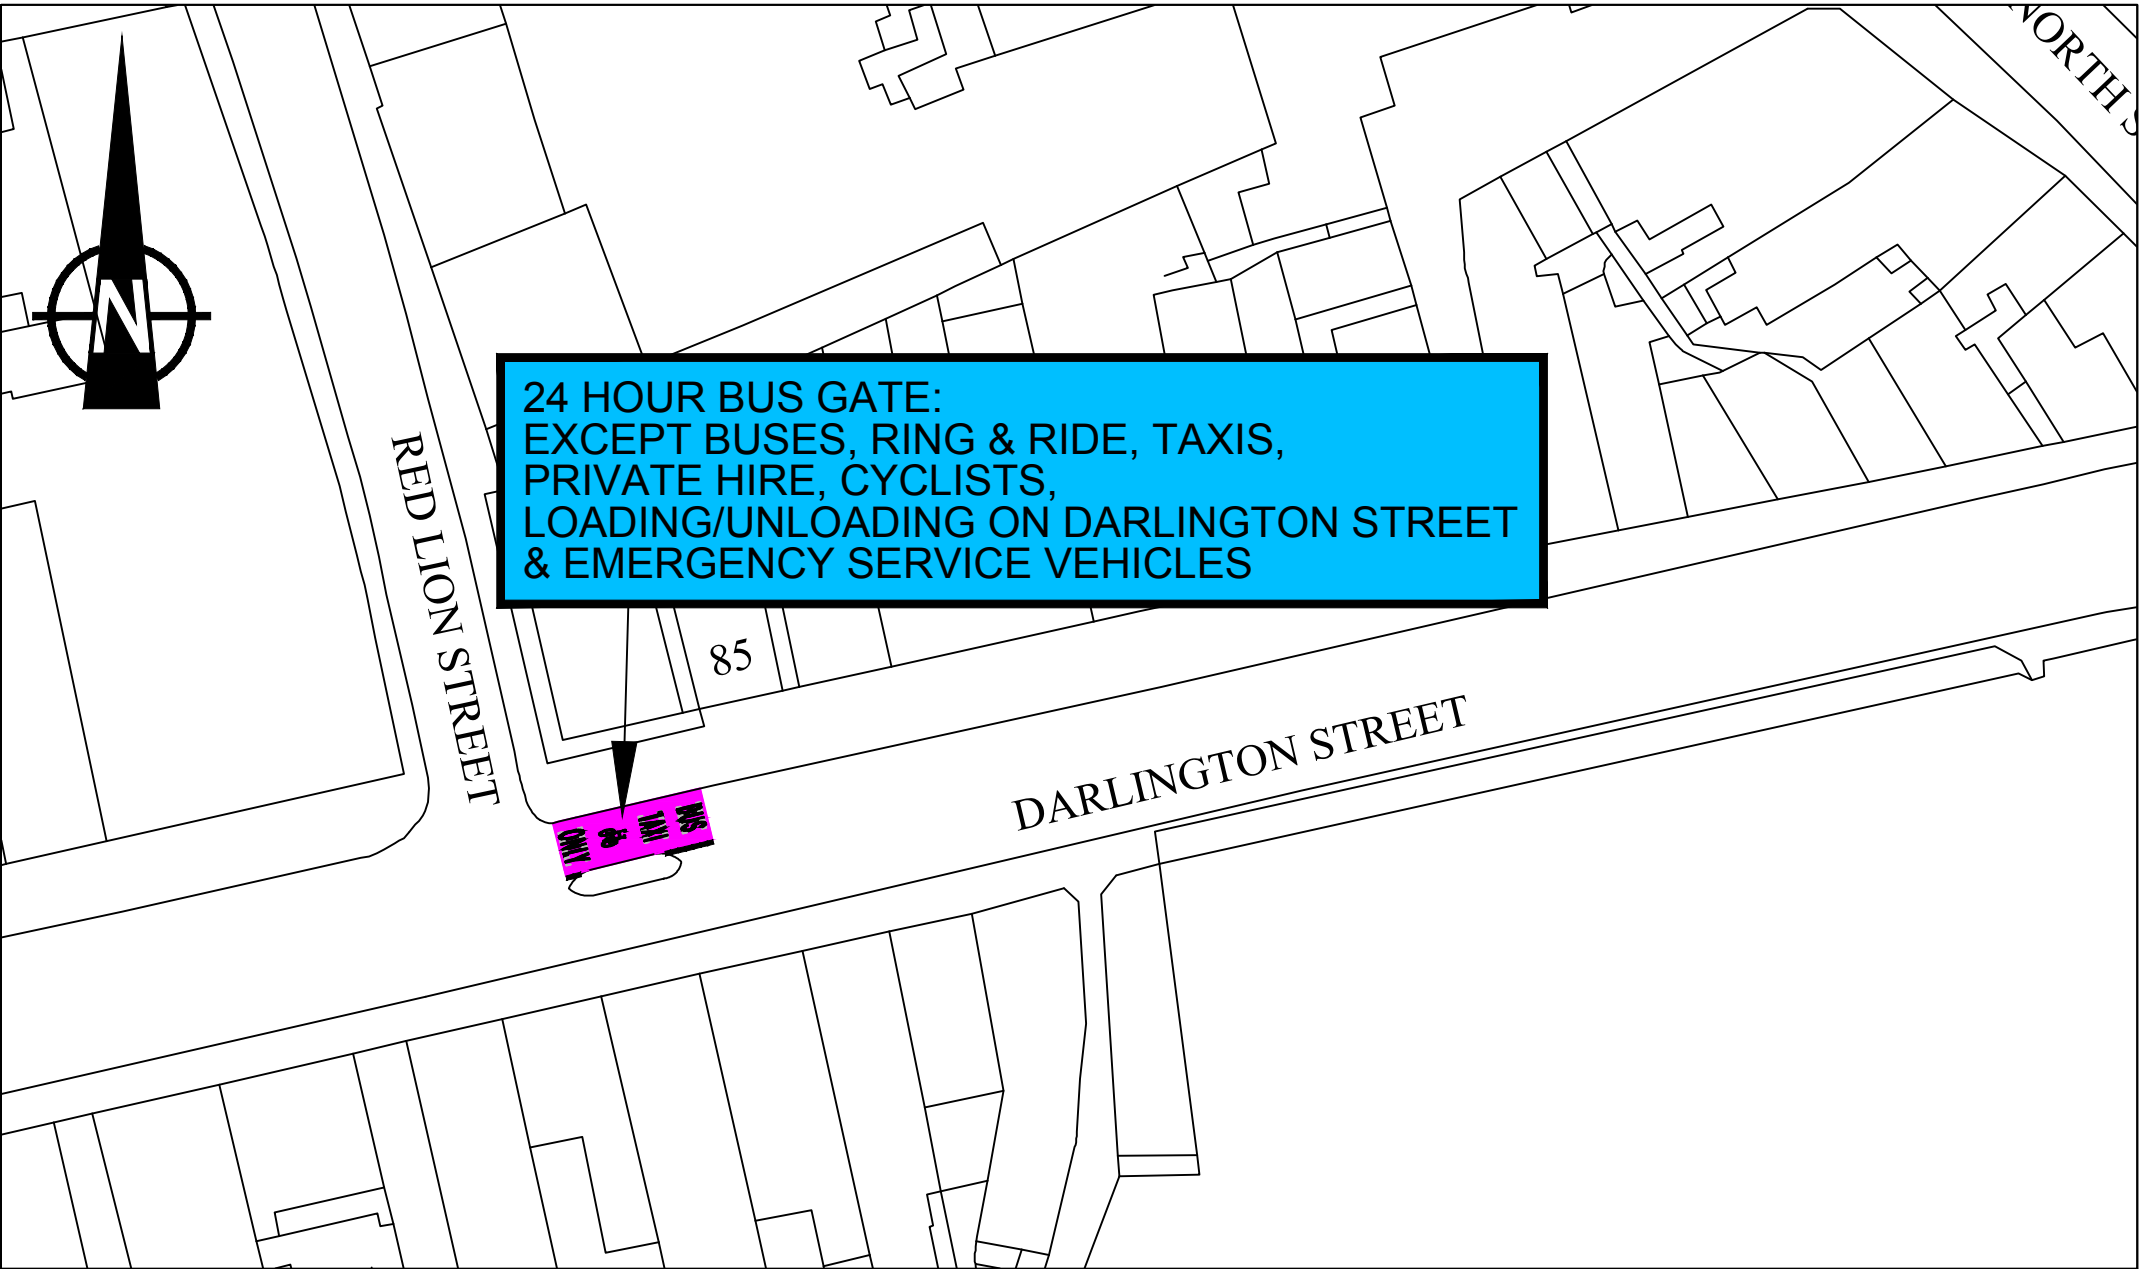 NORTH S
N
24 HOUR BUS GATE:
EXCEPT BUSES, RING & RIDE, TAXIS,
PRIVATE HIRE, CYCLISTS,
LOADING/UNLOADING ON DARLINGTON STREET
& EMERGENCY SERVICE VEHICLES
RED LION STREET
85
DARLINGTON STREET
BUS
TAXI
ONLY